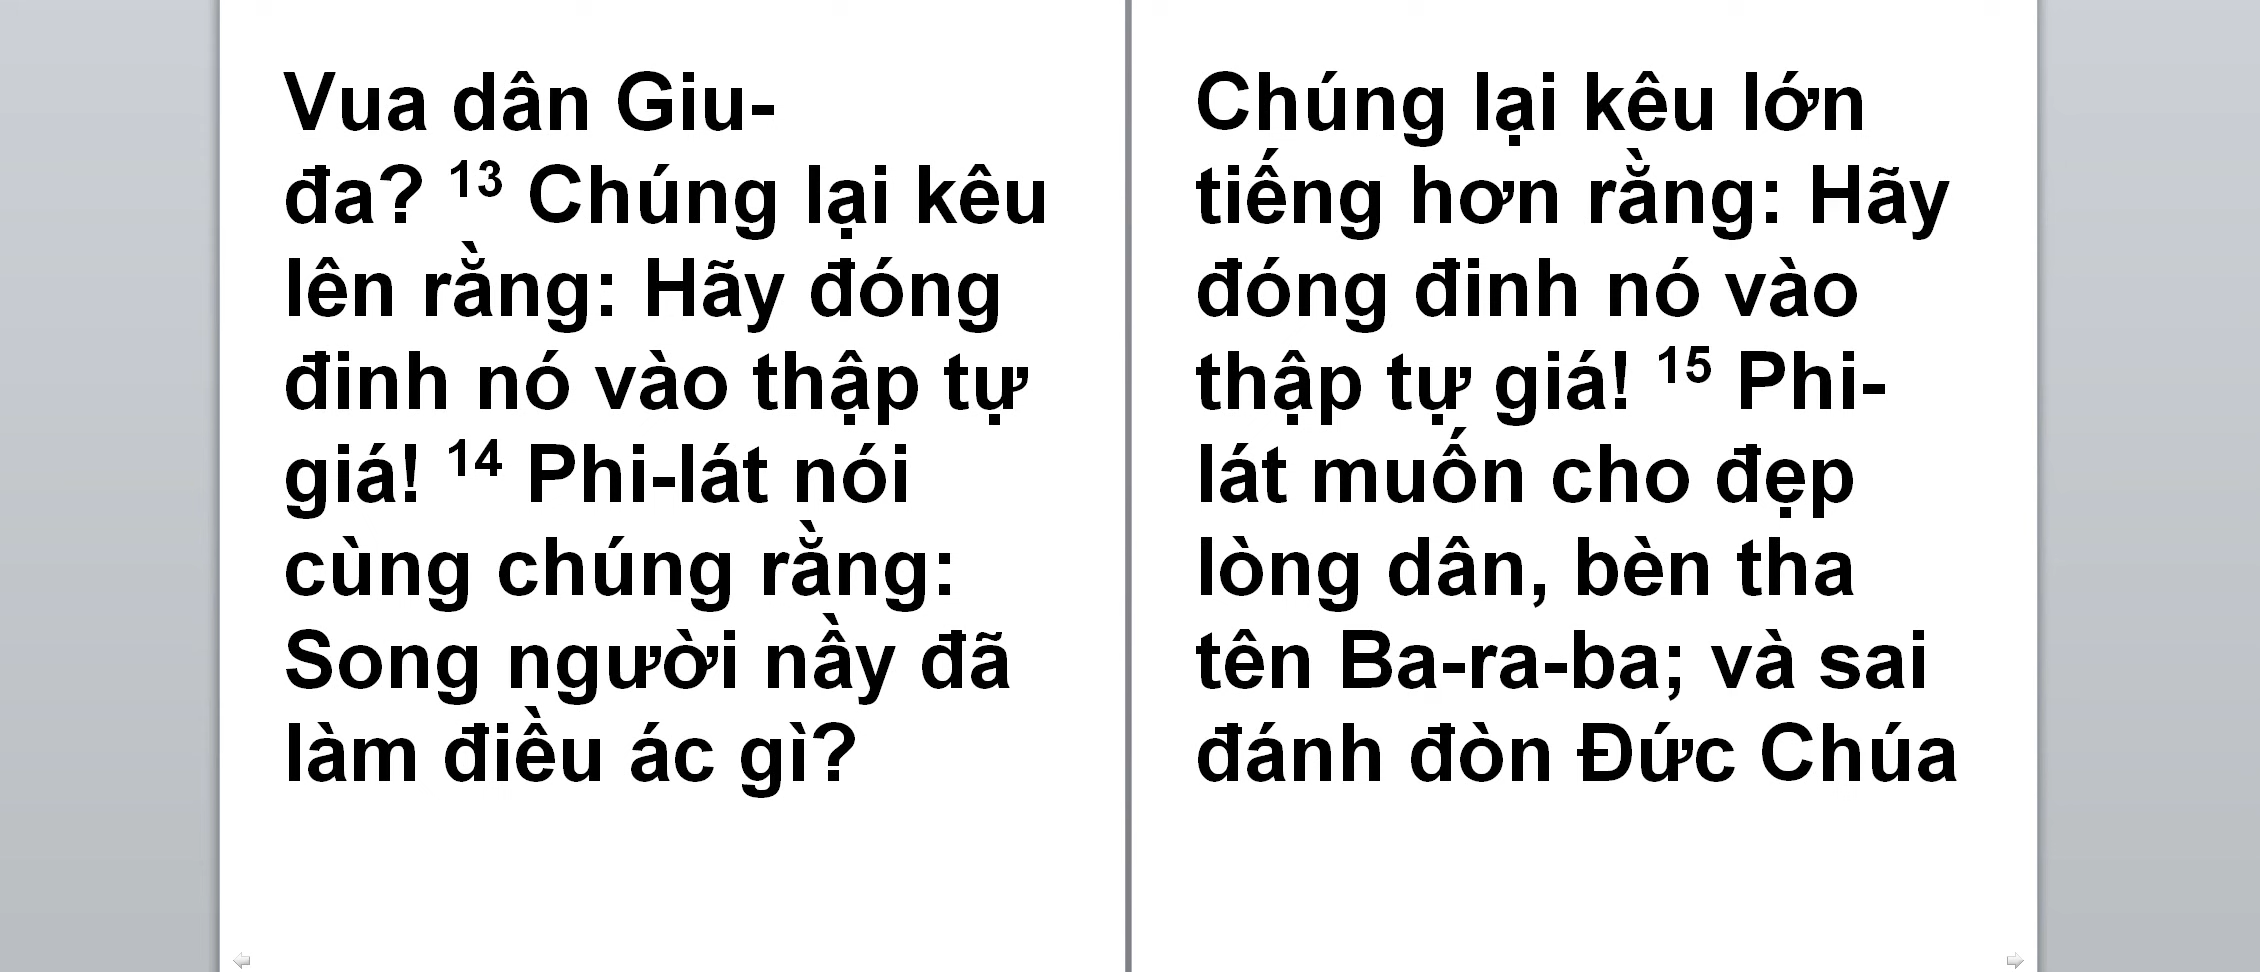 Vua dân Giu-
đa? 13 Chúng lại kêu
lên rằng: Hãy đóng
đinh nó vào thập tự
giá! 14 Phi-lát nói
cùng chúng rằng:
Song người nầy đã
làm điều ác gì?
Chúng lại kêu lớn
tiếng hơn rằng: Hãy
đóng đinh nó vào
thập tự giá! 15 Phi-
lát muốn cho đẹp
lòng dân, bèn tha
tên Ba-ra-ba; và sai
đánh đòn Đức Chúa